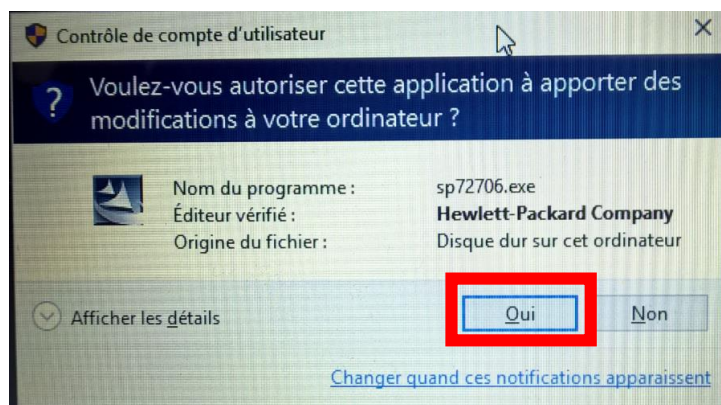 Contrôle de compte d'utilisateur
Voulez-vous autoriser cette application à apporter des
modifications à votre ordinateur ?
Nom du programme : sp72706.exe
Éditeur vérifié : Hewlett-Packard Company
Origine du fichier : Disque dur sur cet ordinateur
Afficher les détails Oui Non
Changer quand ces notifications apparaissent